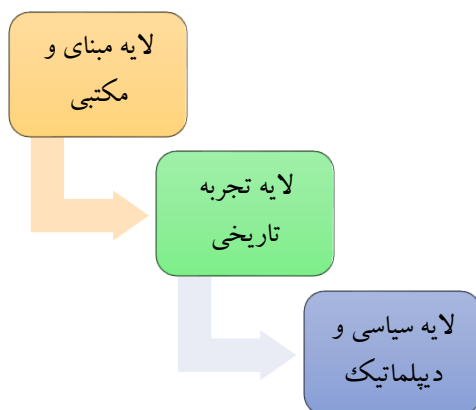 لایه مبنای و
مکتبی
لایه تجربه
تاریخی
لایه سیاسی و
دیپلماتیک